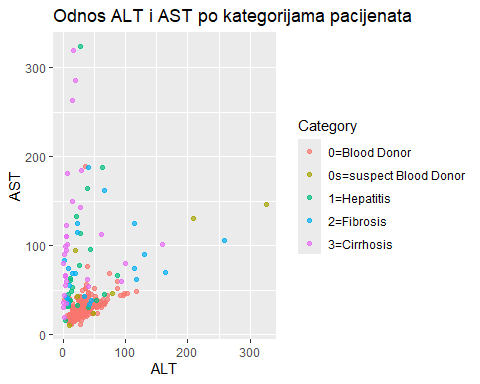 Odnos ALT i AST po kategorijama pacijenata
300
200
100
0
AST
0
100
200
300
ALT
Category
0=Blood Donor
0s=suspect Blood Donor
1=Hepatitis
2=Fibrosis
3=Cirrhosis